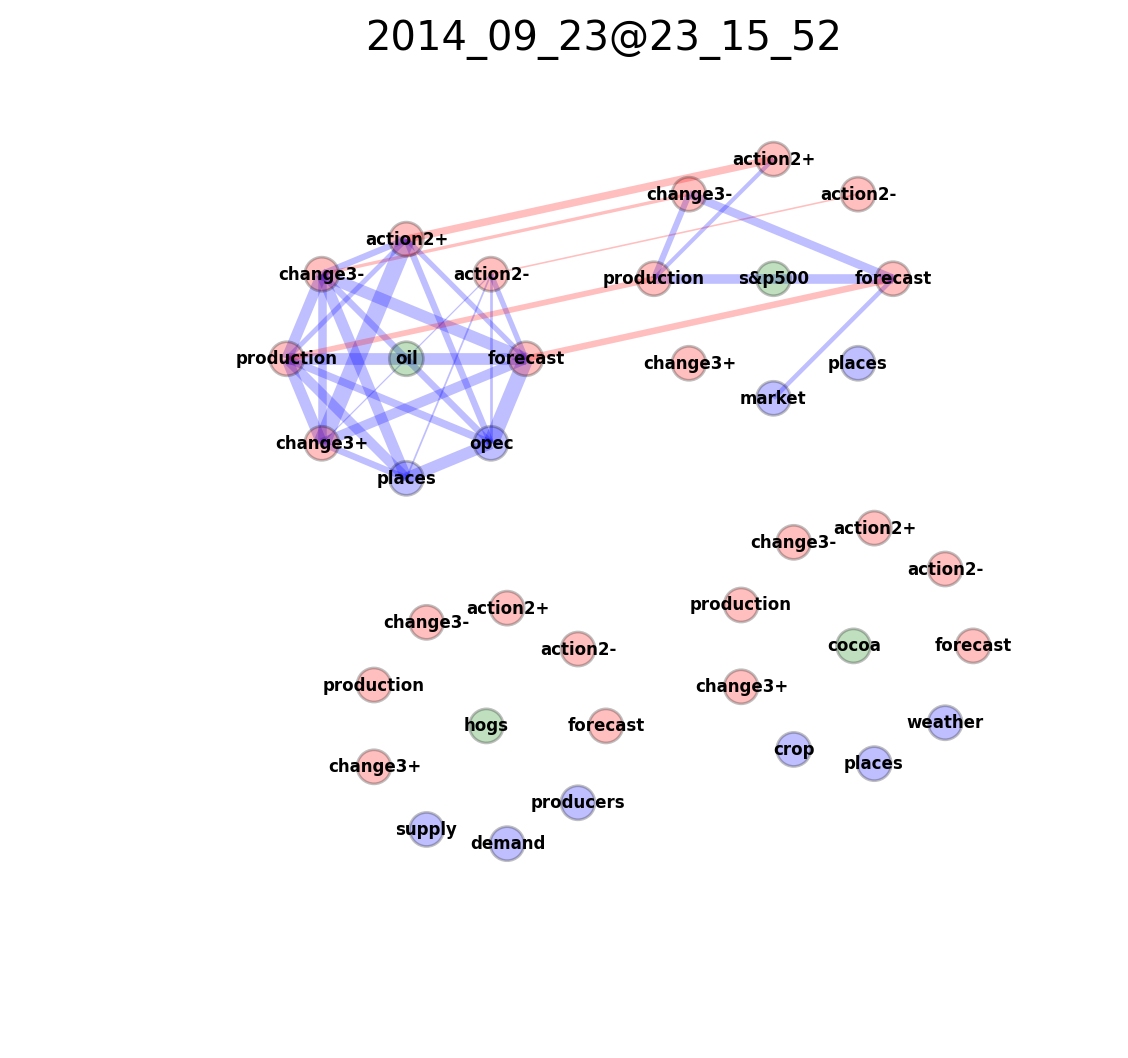 2014_09_23@23_15_52
action2+
change3-
action2-
production
s&p500
forecast
change3+
places
market
action2+
change3-
action2-
production
oil
forecast
change3+
opec
places
change3-
action2+
action2-
production
cocoa
forecast
change3+
weather
crop
places
change3-
action2+
action2-
production
hogs
forecast
change3+
producers
supply
demand